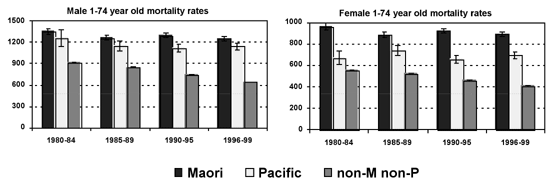 Male 1-74 year old mortality rates
1500
1200
900
600
300
0
1980-84 1985-89 1990-95 1996-99
Female 1-74 year old mortality rates
1000
800
600
400
200
0
1980-84 1985-89 1990-95 1996-99
Maori Pacific non-M non-P